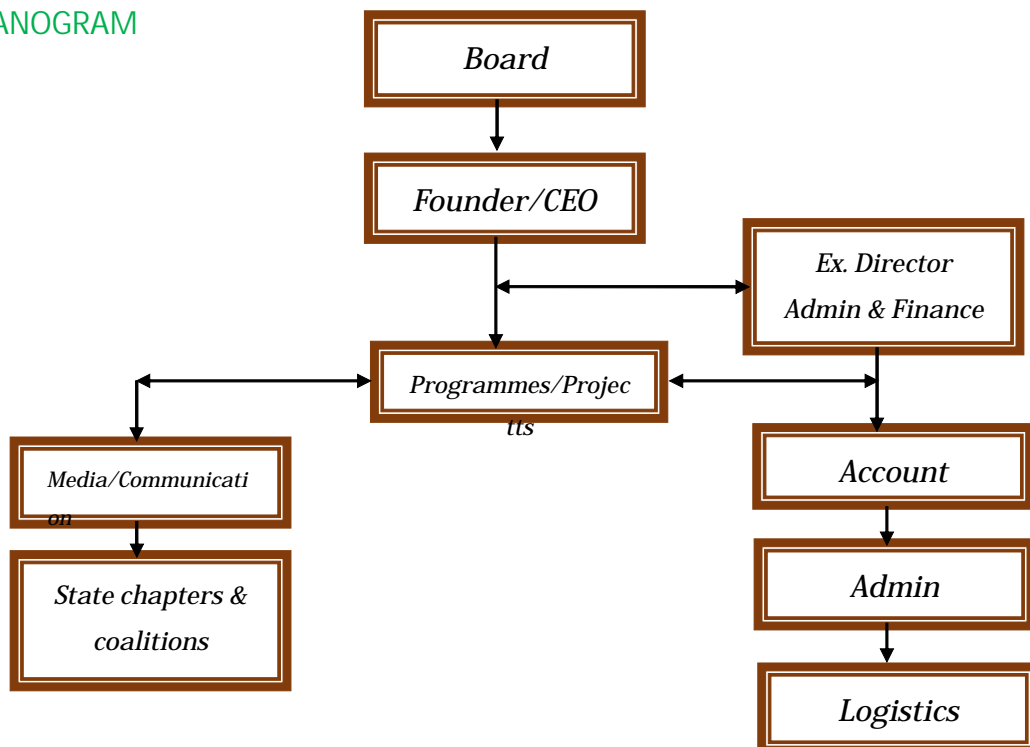 ANOGRAM
Board
Founder/CEO
Ex. Director
Admin & Finance
Programmes/Projec
tts
Media/Communicati
on
Account
State chapters &
coalitions
Admin
Logistics